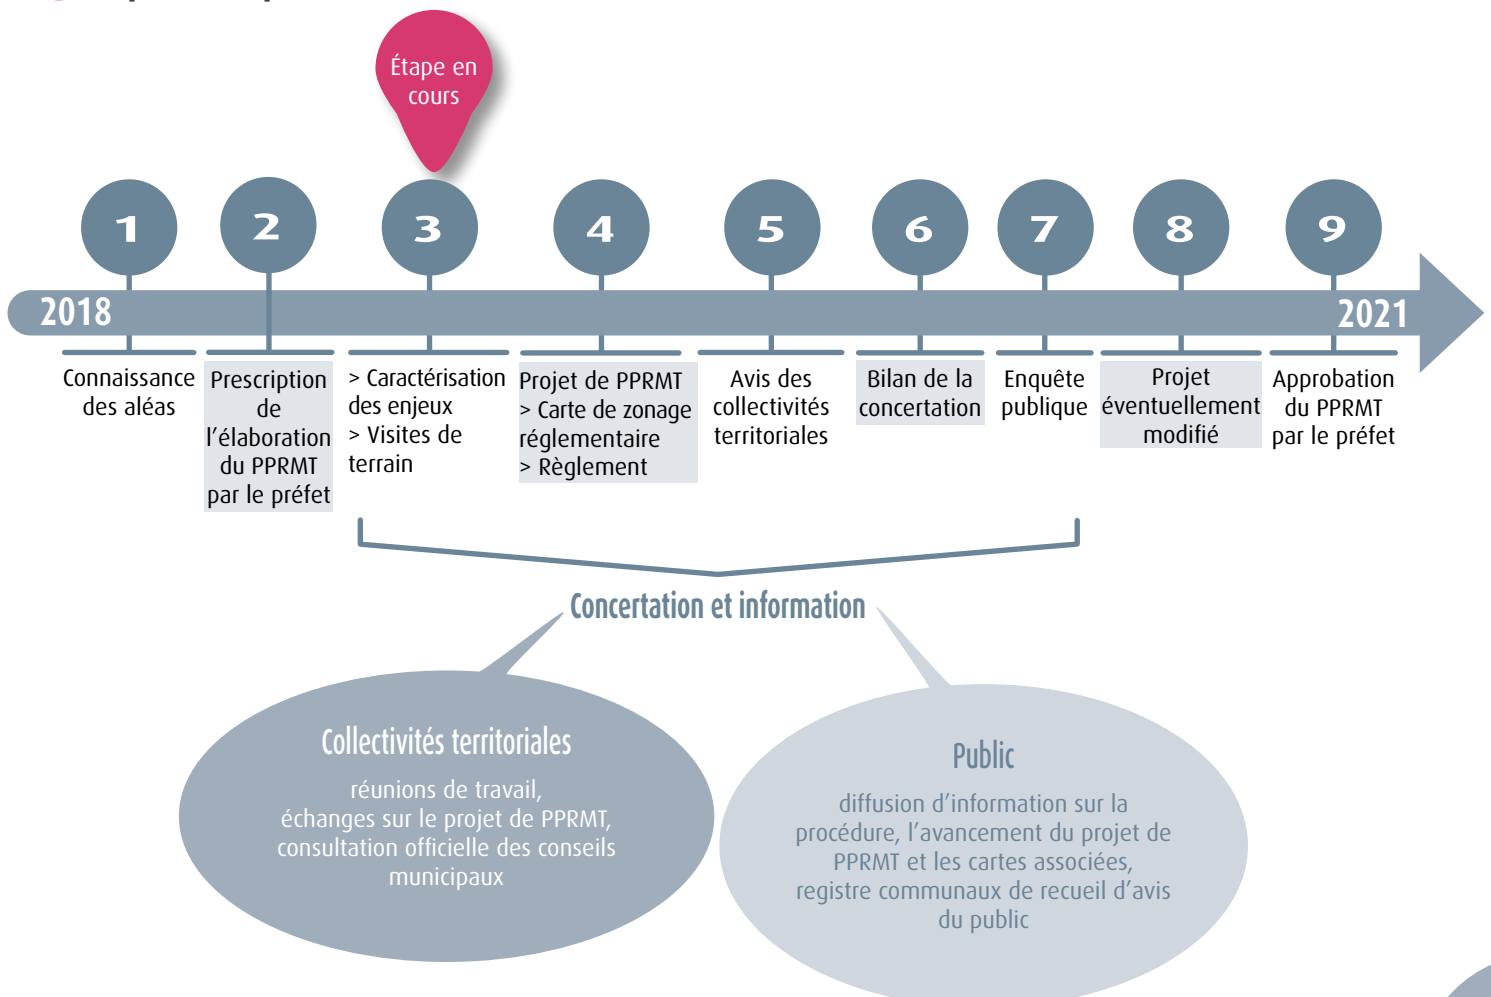 Étape en
cours
1
2
3
4
5
6
7
8
9
2018
2021
Connaissance
des aléas
Prescription
de
l’élaboration
du PPRMT
par le préfet
> Caractérisation
des enjeux
> Visites de
terrain
Projet de PPRMT
> Carte de zonage
réglementaire
> Règlement
Avis des
collectivités
territoriales
Bilan de la
concertation
Enquête
publique
Projet
éventuellement
modifié
Approbation
du PPRMT
par le préfet
Concertation et information
Collectivités territoriales
réunions de travail,
échanges sur le projet de PPRMT,
consultation officielle des conseils
municipaux
Public
diffusion d’information sur la
procédure, l’avancement du projet de
PPRMT et les cartes associées,
registre communaux de recueil d’avis
du public